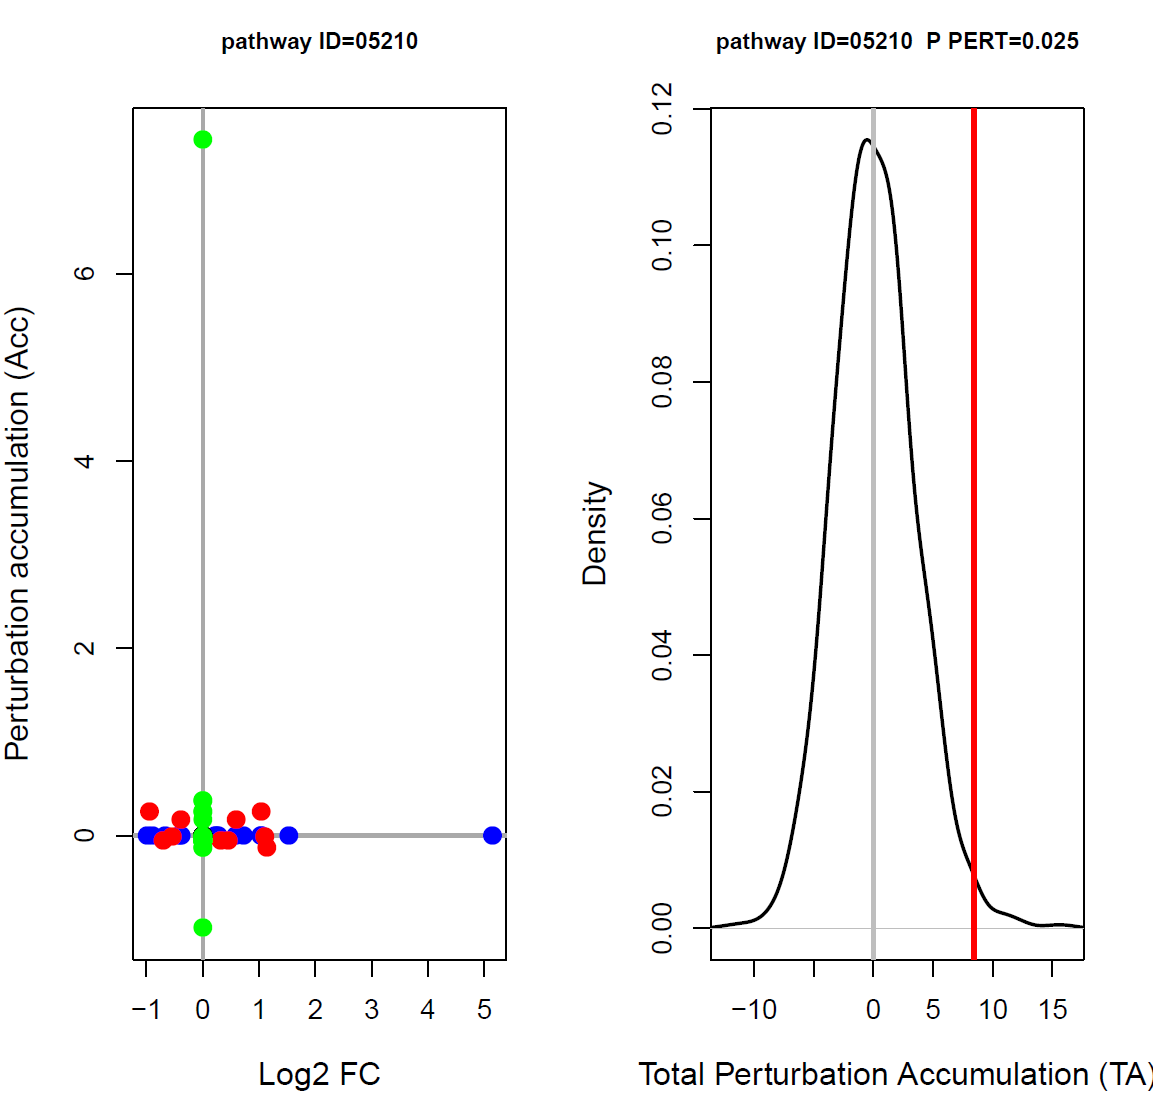 pathway ID=05210
Perturbation accumulation (Acc)
6
4
2
0
−1 0 1 2 3 4 5
Log2 FC
pathway ID=05210 P PERT=0.025
Density
0.12
0.10
0.08
0.06
0.04
0.02
0.00
−10 0 5 10 15
Total Perturbation Accumulation (TA)